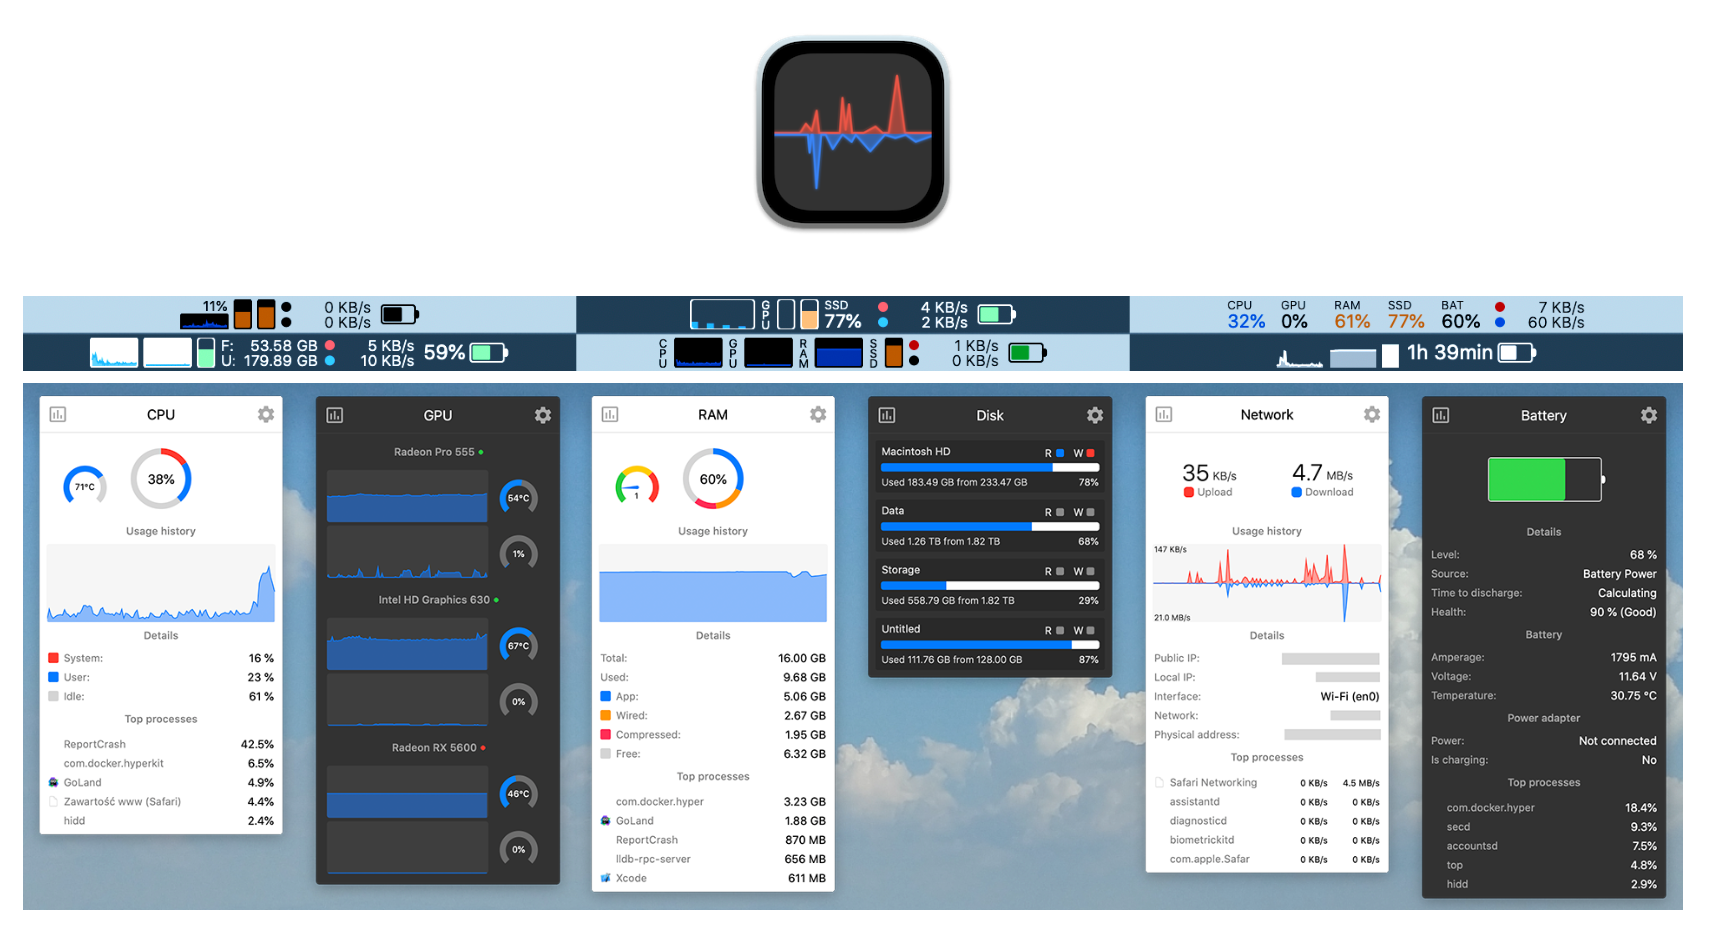 11%
0 KB/s
0 KB/s
GPU
SSD
77%
4 KB/s
2 KB/s
CPU GPU RAM SSD BAT
32% 0% 61% 77% 60%
7 KB/s
60 KB/s
F: 53.58 GB
U: 179.89 GB
5 KB/s
10 KB/s
59%
CPU
GPU
RAM
SSD
1 KB/s
0 KB/s
1h 39min
CPU
71°C
38%
Usage history
Details
System: 16 %
User: 23 %
Idle: 61 %
Top processes
ReportCrash 42.5%
com.docker.hyperkit 6.5%
GoLand 4.9%
Zawartość www (Safari) 4.4%
hidd 2.4%
GPU
Radeon Pro 555
54°C
1%
Intel HD Graphics 630
67°C
0%
Radeon RX 5600
46°C
0%
RAM
1
60%
Usage history
Details
Total: 16.00 GB
Used: 9.68 GB
App: 5.06 GB
Wired: 2.67 GB
Compressed: 1.95 GB
Free: 6.32 GB
Top processes
com.docker.hyper 3.23 GB
GoLand 1.88 GB
ReportCrash 870 MB
lldb-rpc-server 656 MB
Xcode 611 MB
Disk
Macintosh HD R W
Used 183.49 GB from 233.47 GB 78%
Data R W
Used 1.26 TB from 1.82 TB 68%
Storage R W
Used 558.79 GB from 1.82 TB 29%
Untitled R W
Used 111.76 GB from 128.00 GB 87%
Network
35 KB/s 4.7 MB/s
Upload Download
Usage history
147 KB/s
21.0 MB/s
Details
Public IP:
Local IP:
Interface: Wi-Fi (en0)
Network:
Physical address:
Top processes
Safari Networking 0 KB/s 4.5 MB/s
assistantd 0 KB/s 0 KB/s
diagnosticd 0 KB/s 0 KB/s
biometrickitd 0 KB/s 0 KB/s
com.apple.Safar 0 KB/s 0 KB/s
Battery
Details
Level: 68 %
Source: Battery Power
Time to discharge: Calculating
Health: 90 % (Good)
Battery
Amperage: 1795 mA
Voltage: 11.64 V
Temperature: 30.75 °C
Power adapter
Power: Not connected
Is charging: No
Top processes
com.docker.hyper 18.4%
secd 9.3%
accountsd 7.5%
top 4.8%
hidd 2.9%